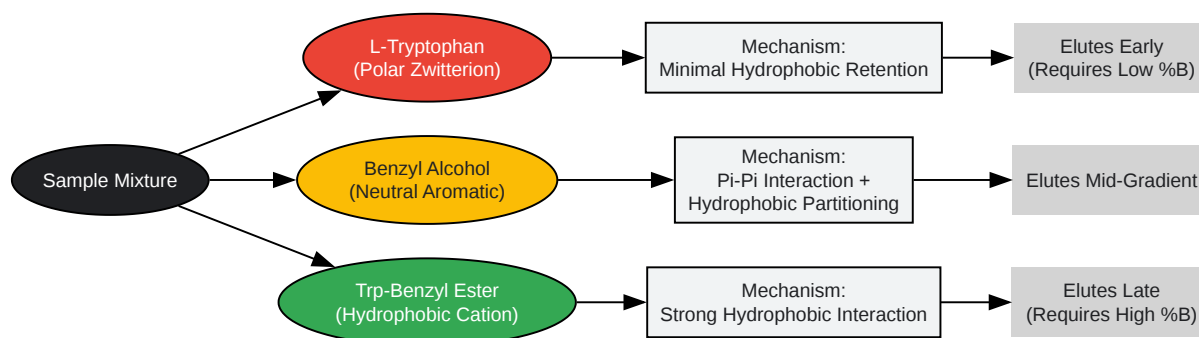 L-Tryptophan
(Polar Zwitterion)
Mechanism:
Minimal Hydrophobic Retention
Elutes Early
(Requires Low %B)
Sample Mixture
Benzyl Alcohol
(Neutral Aromatic)
Mechanism:
Pi-Pi Interaction +
Hydrophobic Partitioning
Elutes Mid-Gradient
Trp-Benzyl Ester
(Hydrophobic Cation)
Mechanism:
Strong Hydrophobic Interaction
Elutes Late
(Requires High %B)